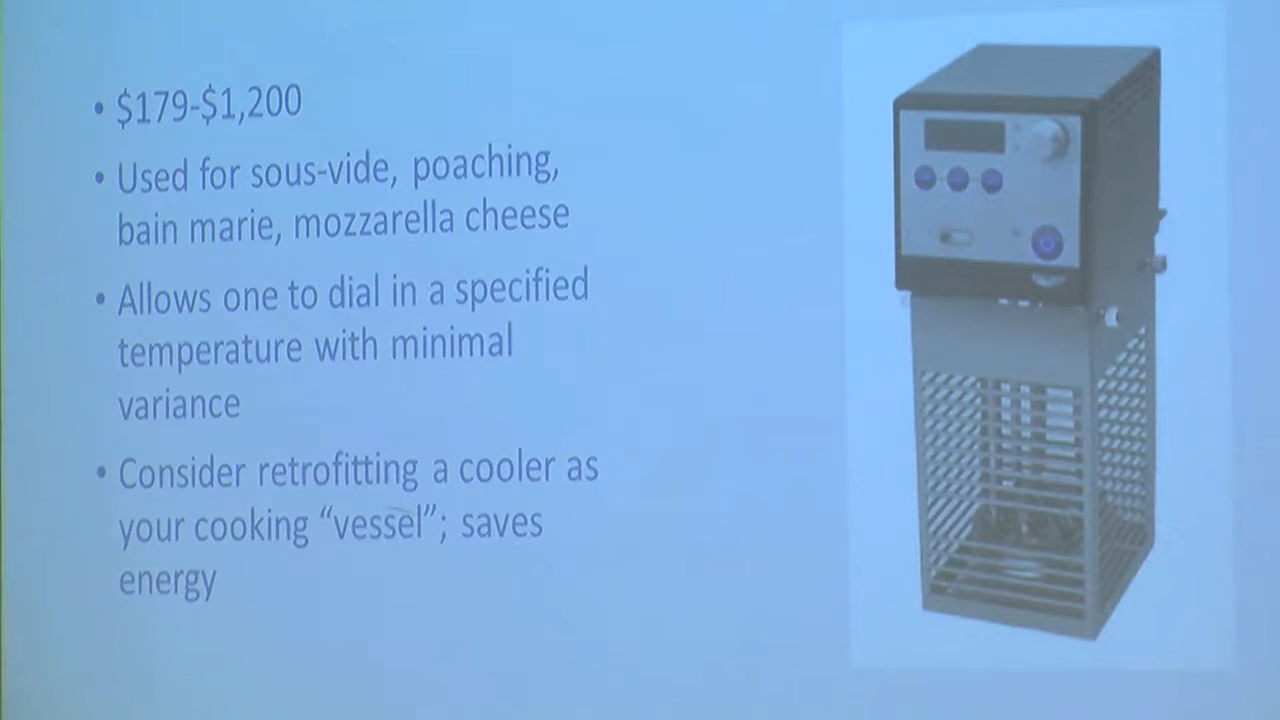 • $179-$1,200
• Used for sous-vide, poaching,
bain marie, mozzarella cheese
• Allows one to dial in a specified
temperature with minimal
variance
• Consider retrofitting a cooler as
your cooking “vessel”; saves
energy